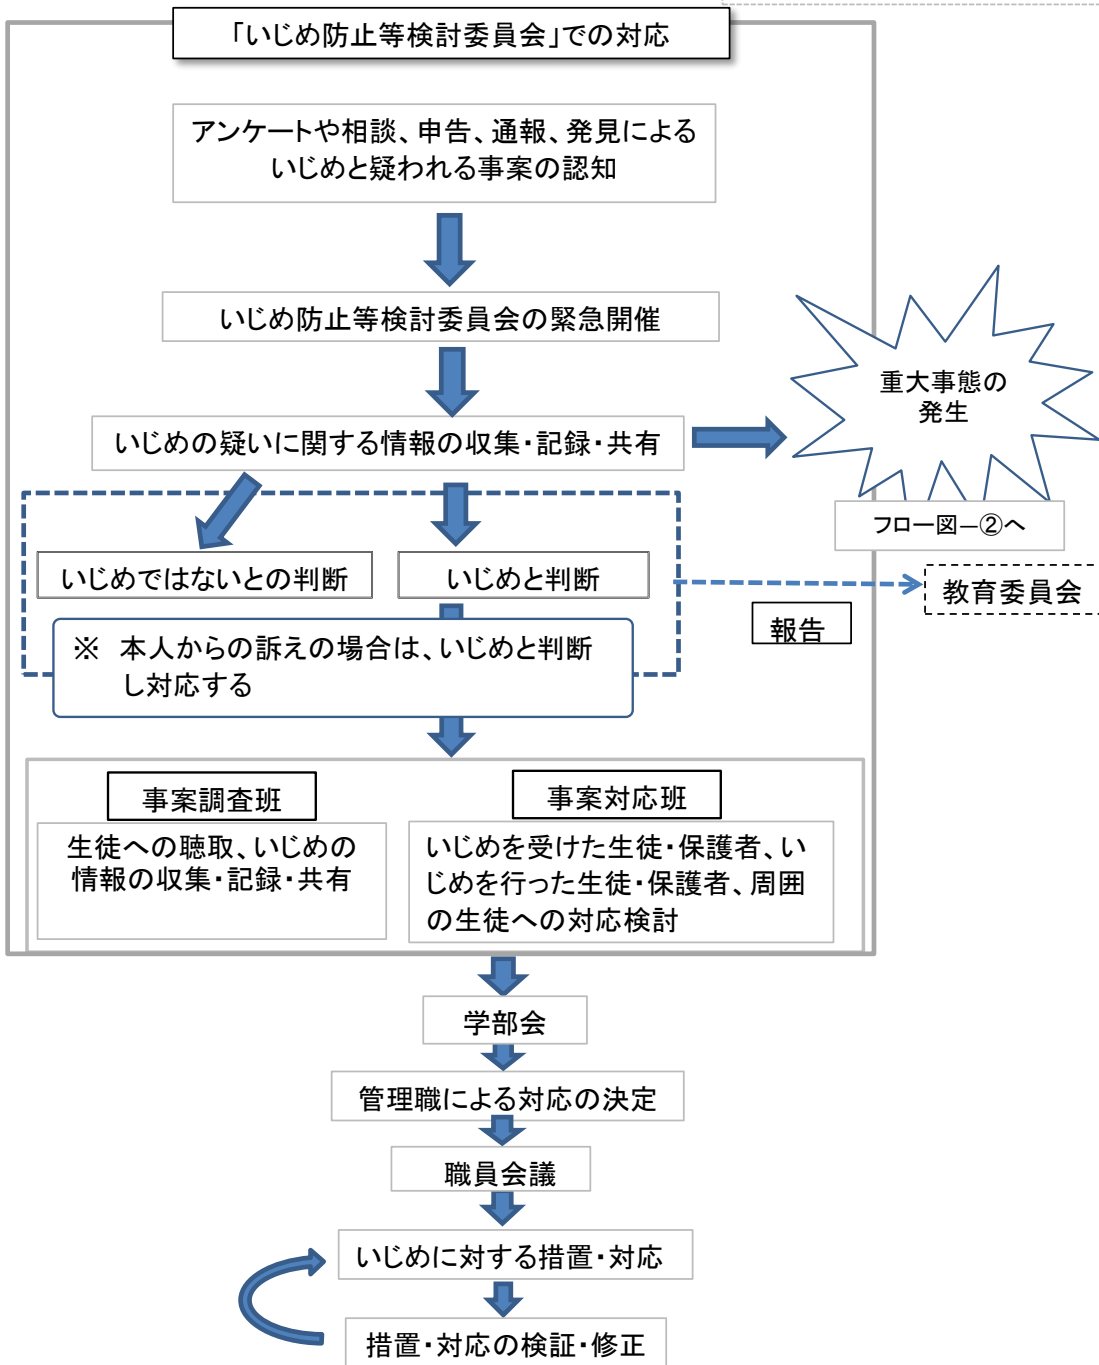 「いじめ防止等検討委員会」での対応
アンケートや相談、申告、通報、発見による
いじめと疑われる事案の認知
いじめ防止等検討委員会の緊急開催
重大事態の
発生
いじめの疑いに関する情報の収集・記録・共有
フロー図―②へ
いじめではないとの判断
いじめと判断
教育委員会
報告
※　本人からの訴えの場合は、いじめと判断
し対応する
事案調査班
生徒への聴取、いじめの
情報の収集・記録・共有
事案対応班
いじめを受けた生徒・保護者、い
じめを行った生徒・保護者、周囲
の生徒への対応検討
学部会
管理職による対応の決定
職員会議
いじめに対する措置・対応
措置・対応の検証・修正